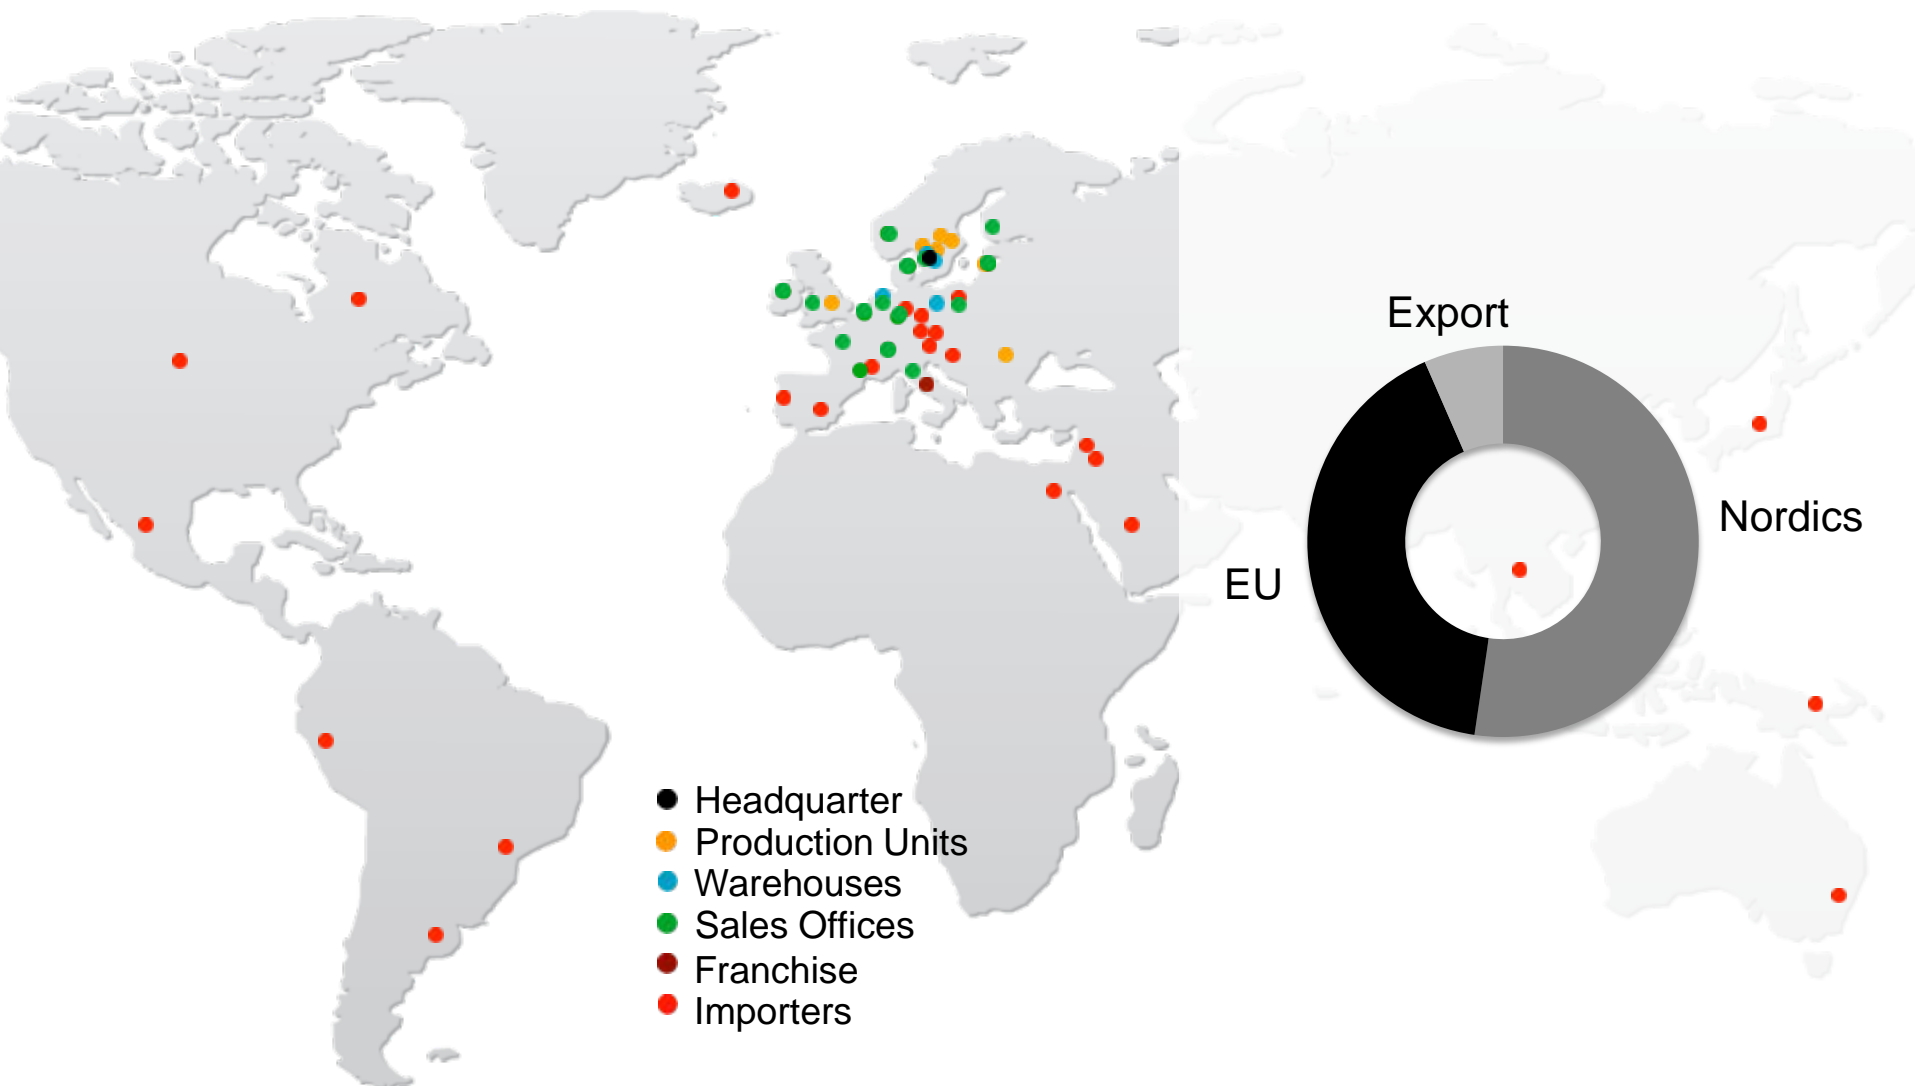 Export
Nordics
EU
Headquarter
Production Units
Warehouses
Sales Offices
Franchise
Importers